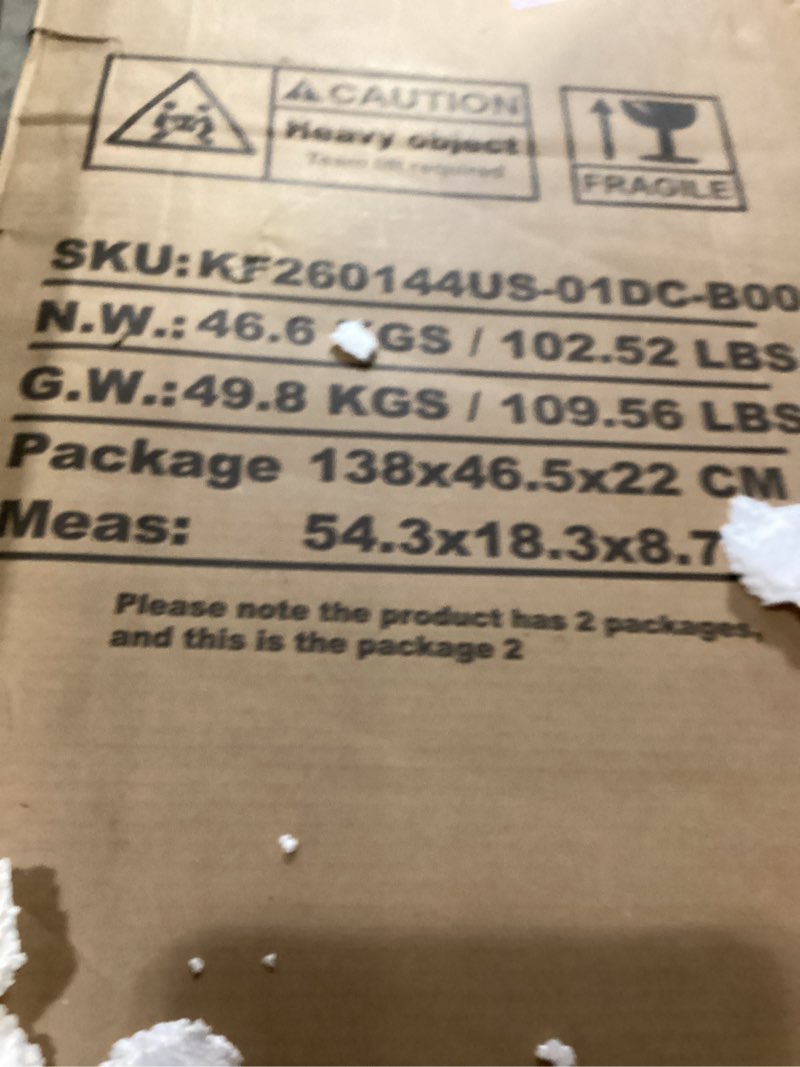 CAUTION
Heavy object
Team lift required
FRAGILE
SKU:KF260144US-01DC-B00
N.W.:46.6 KGS / 102.52 LBS
G.W.:49.8 KGS / 109.56 LBS
Package 138x46.5x22 CM
Meas: 54.3x18.3x8.7
Please note the product has 2 packages,
and this is the package 2